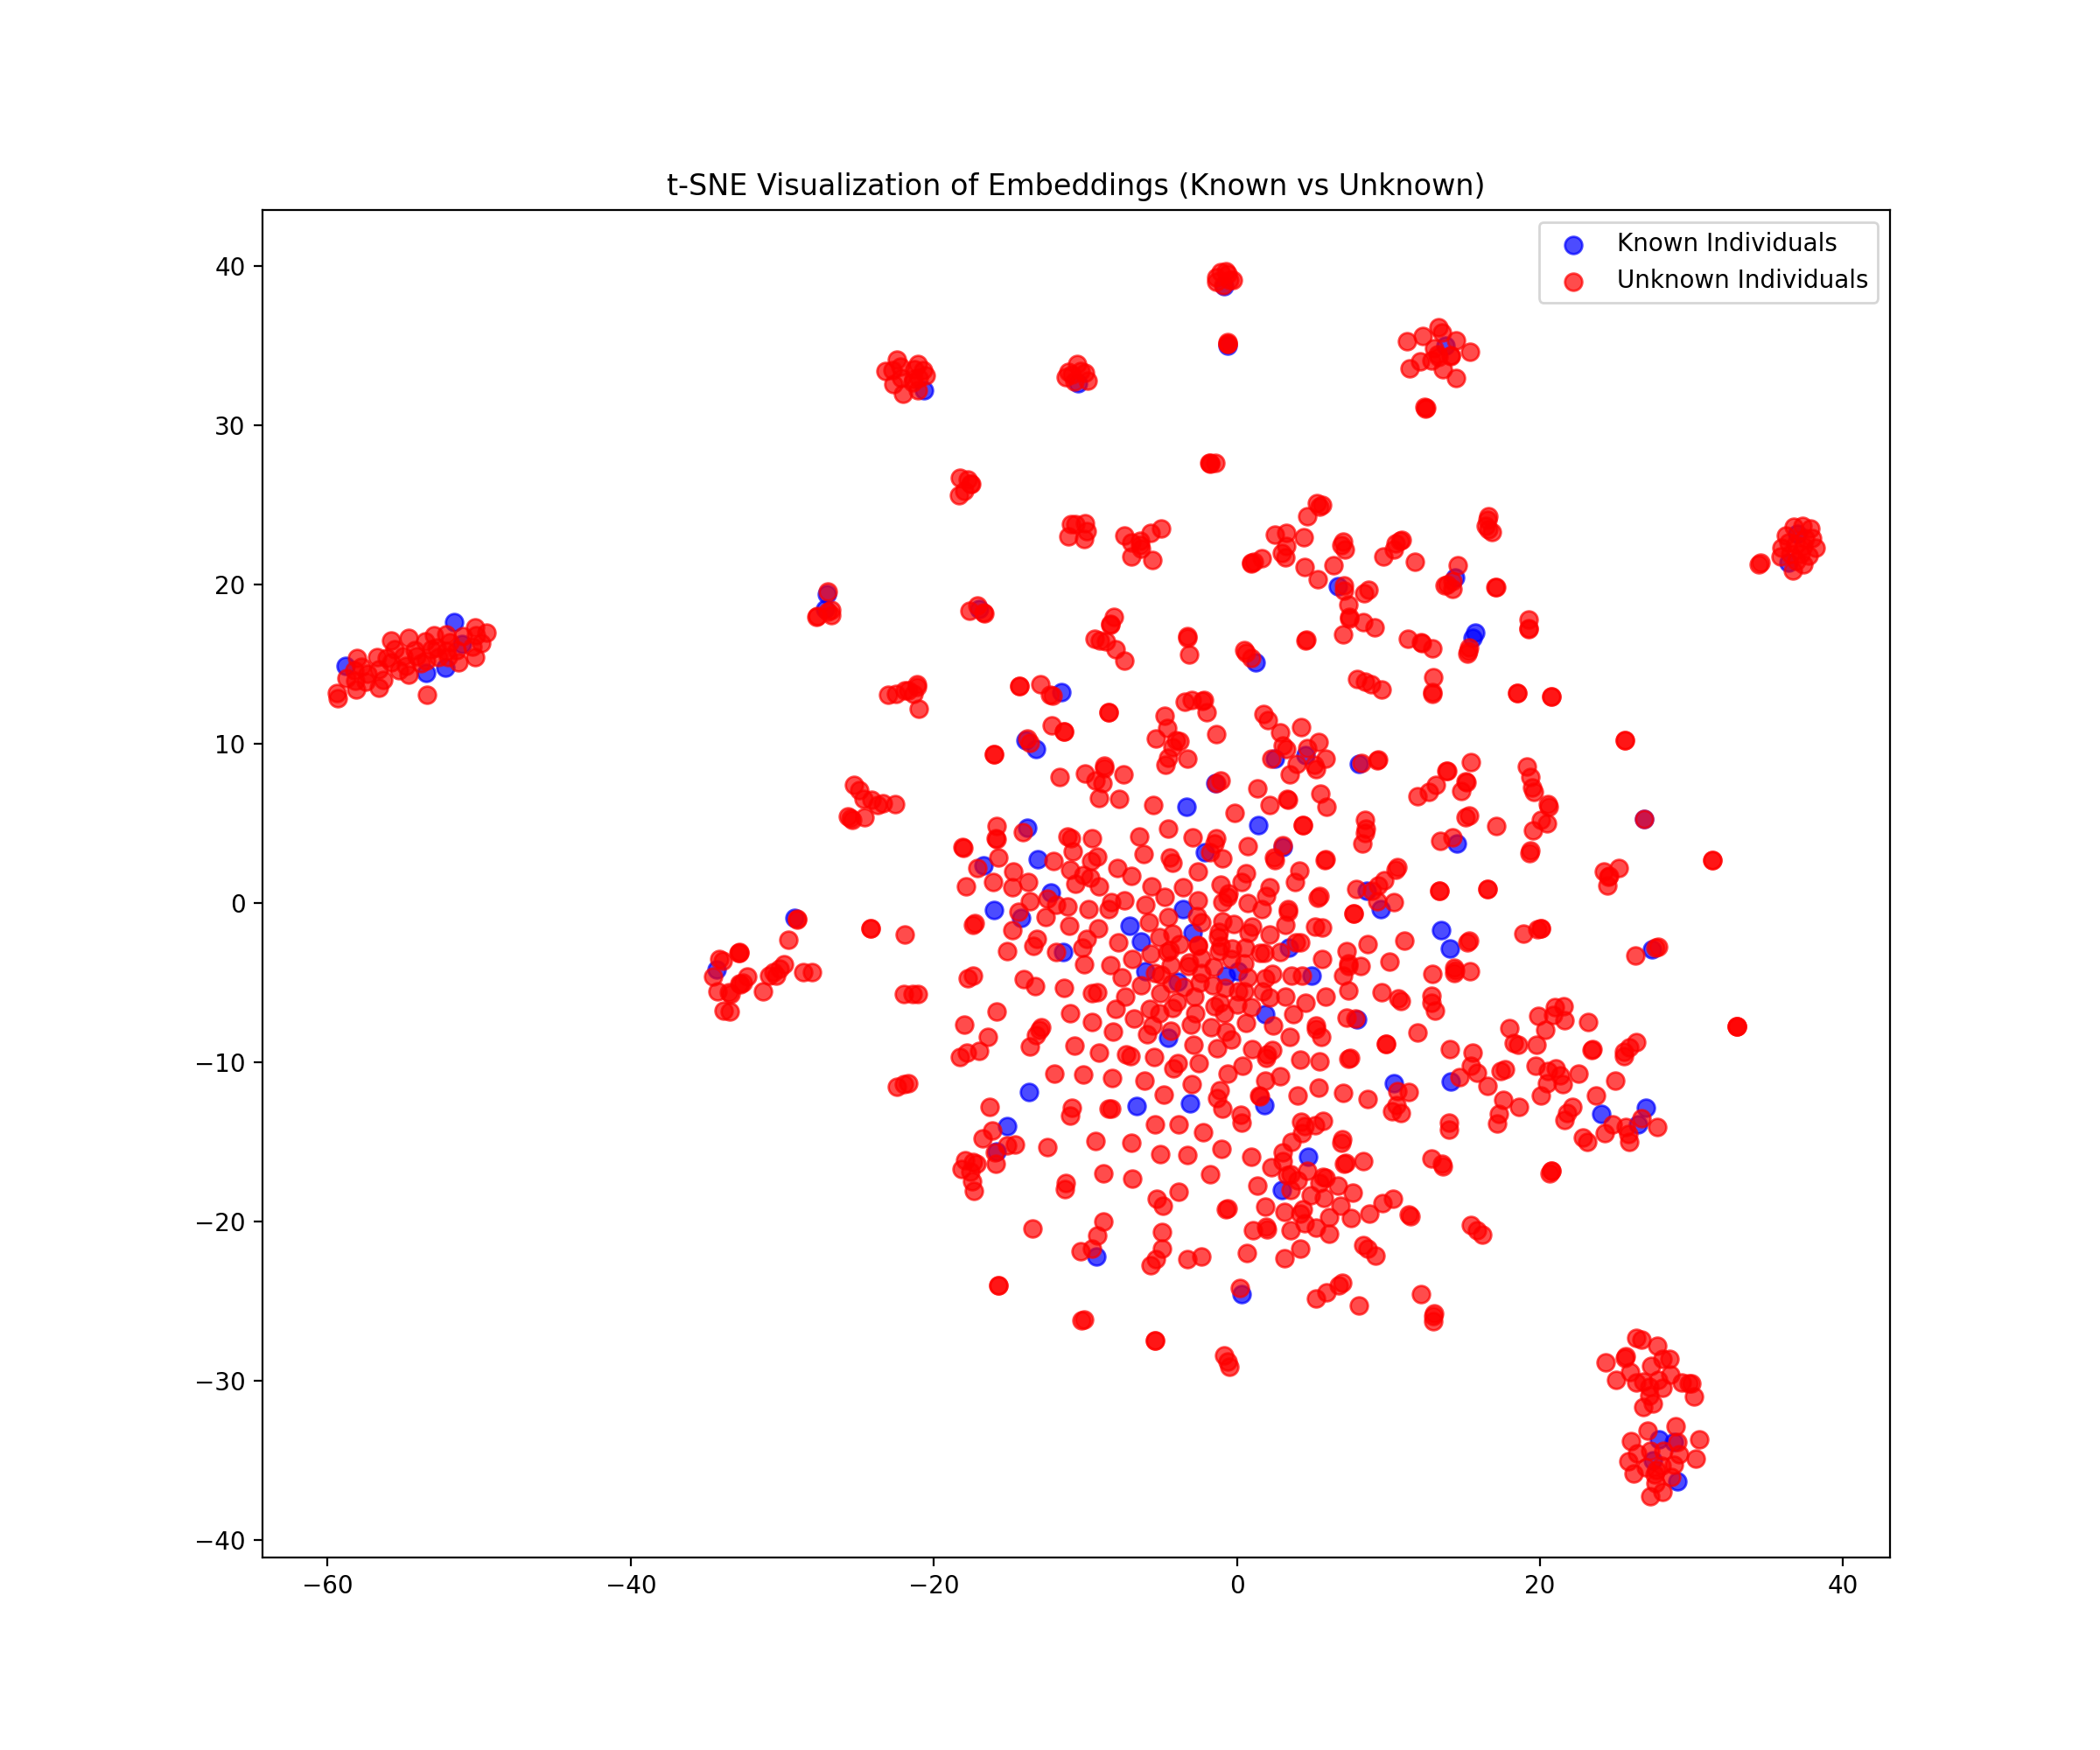 t-SNE Visualization of Embeddings (Known vs Unknown)
Known Individuals
Unknown Individuals
40
30
20
10
0
−10
−20
−30
−40
−60 −40 −20 0 20 40